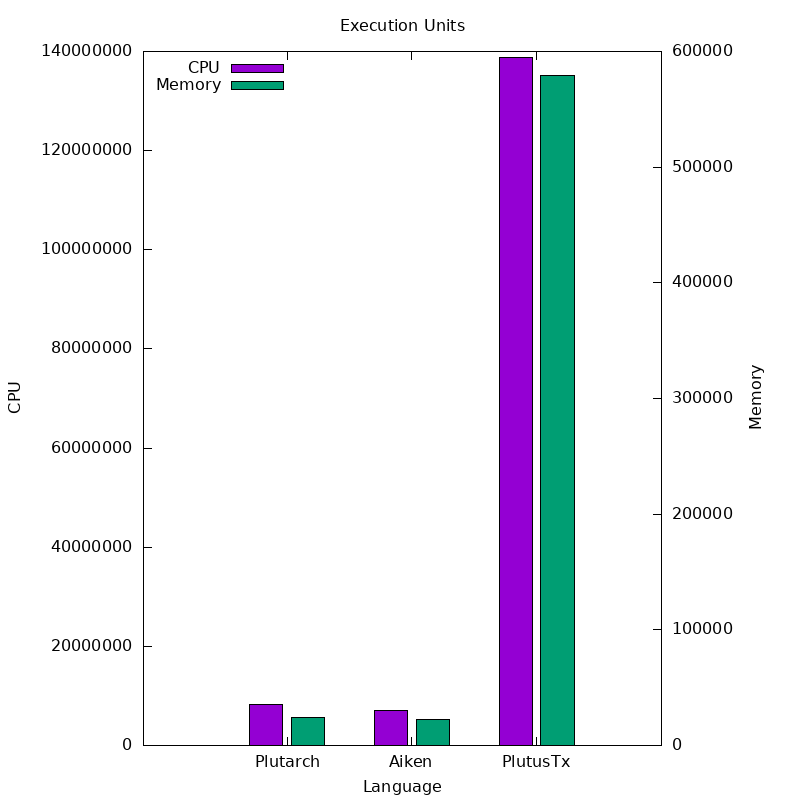 Execution Units
140000000
120000000
100000000
80000000
60000000
40000000
20000000
0
CPU
CPU
Memory
600000
500000
400000
300000
200000
100000
0
Memory
Plutarch Aiken PlutusTx
Language